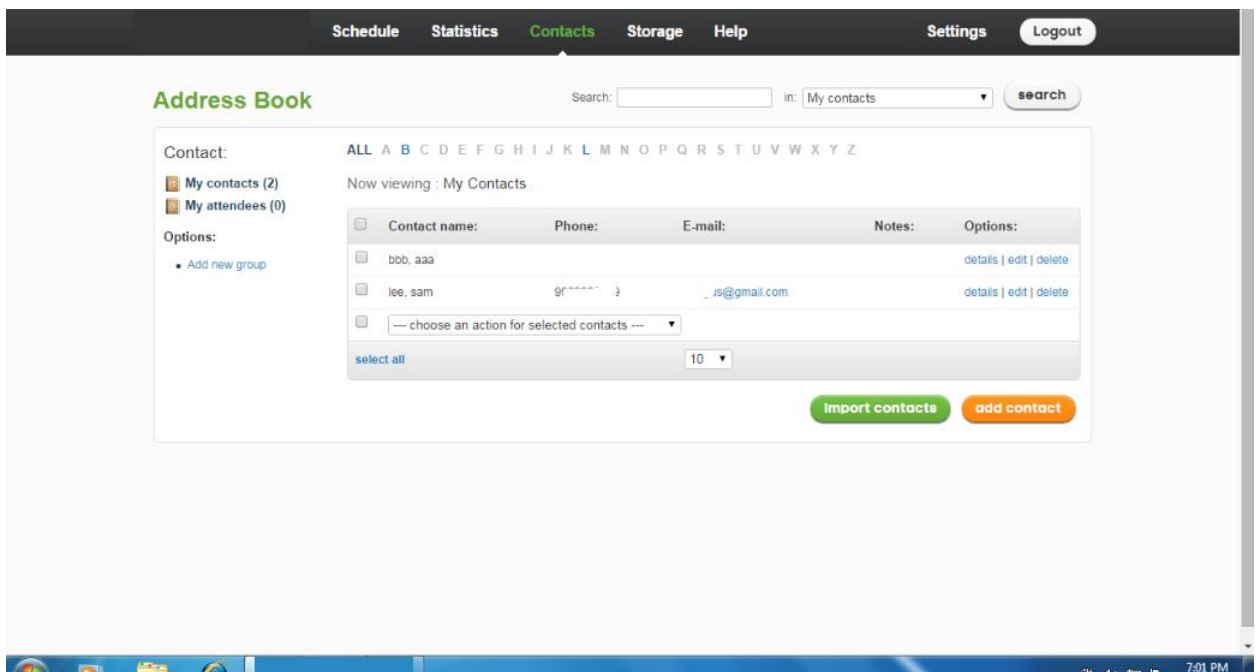 Schedule Statistics Contacts Storage Help Settings Logout
Address Book Search: in: My contacts search
Contact:
My contacts (2)
My attendees (0)
Options:
Add new group
ALL A B C D E F G H I J K L M N O P Q R S T U V W X Y Z
Now viewing : My Contacts
Contact name: Phone: E-mail: Notes: Options:
bbb, aaa details | edit | delete
lee, sam details | edit | delete
--- choose an action for selected contacts ---
select all 10
import contacts add contact
7:01 PM